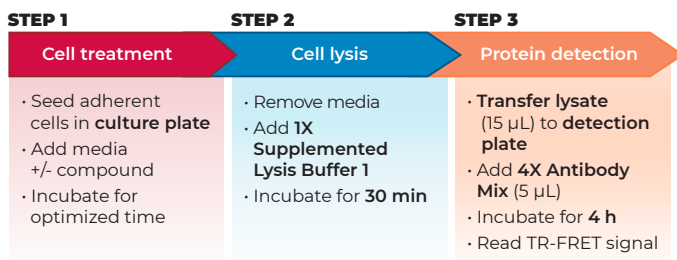 STEP 1
Cell treatment
· Seed adherent
cells in culture plate
· Add media
+/- compound
· Incubate for
optimized time
STEP 2
Cell lysis
· Remove media
· Add 1X
Supplemented
Lysis Buffer 1
· Incubate for 30 min
STEP 3
Protein detection
· Transfer lysate
(15 µL) to detection
plate
· Add 4X Antibody
Mix (5 µL)
· Incubate for 4 h
· Read TR-FRET signal